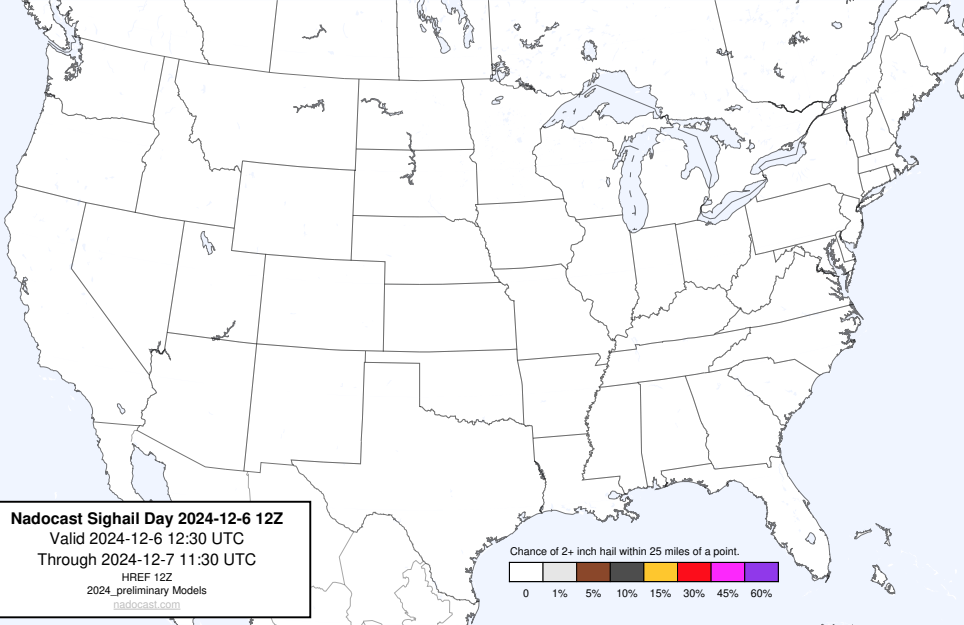 Nadocast Sighail Day 2024-12-6 12Z
Valid 2024-12-6 12:30 UTC
Through 2024-12-7 11:30 UTC
HREF 12Z
2024_preliminary Models
nadocast.com
Chance of 2+ inch hail within 25 miles of a point.
0 1% 5% 10% 15% 30% 45% 60%